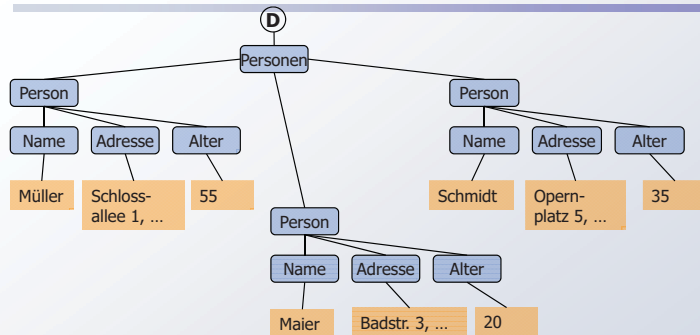 D
Personen
Person
Person
Name
Adresse
Alter
Name
Adresse
Alter
Müller
Schloss-
allee 1, ...
55
Schmidt
Opern-
platz 5, ...
35
Person
Name
Adresse
Alter
Maier
Badstr. 3, ...
20